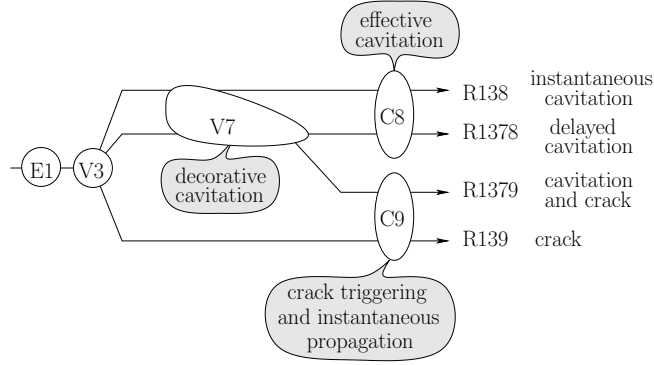 effective
cavitation
instantaneous
R138
cavitation
C8
V7
R1378
delayed
cavitation
E1
V3
decorative
cavitation
R1379
cavitation
and crack
C9
R139
crack
crack triggering
and instantaneous
propagation